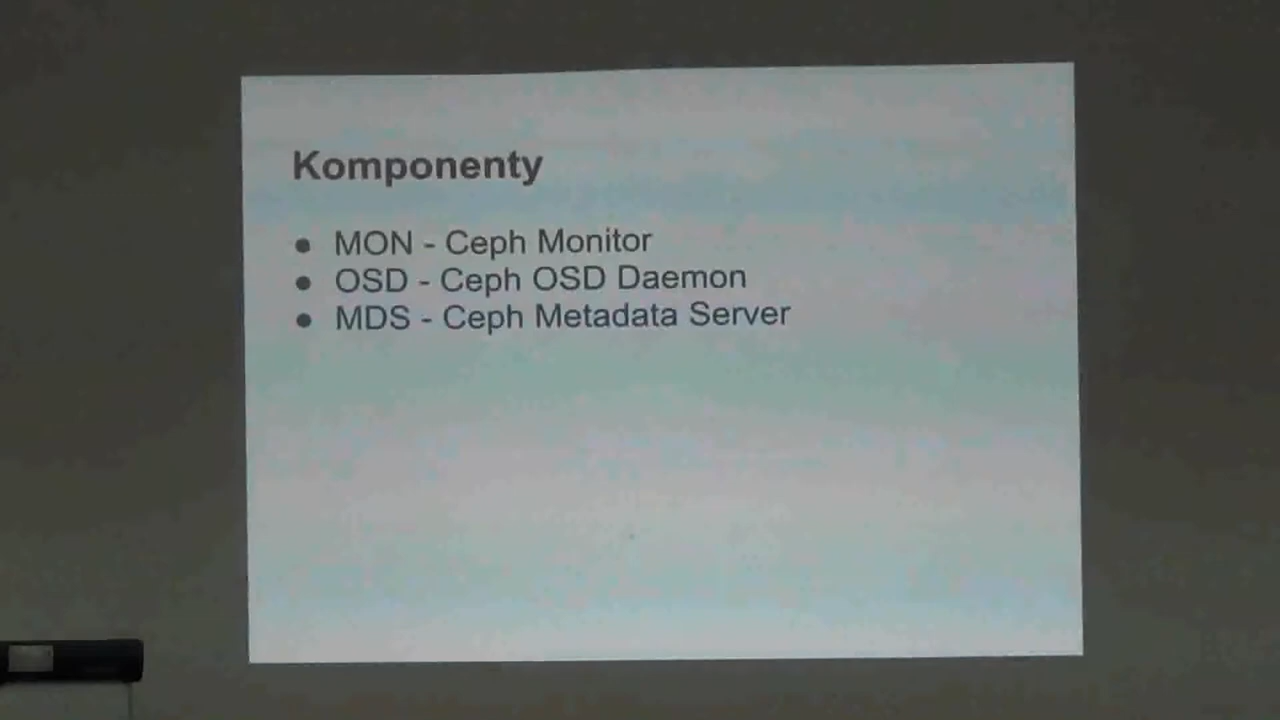 Komponenty
● MON - Ceph Monitor
● OSD - Ceph OSD Daemon
● MDS - Ceph Metadata Server